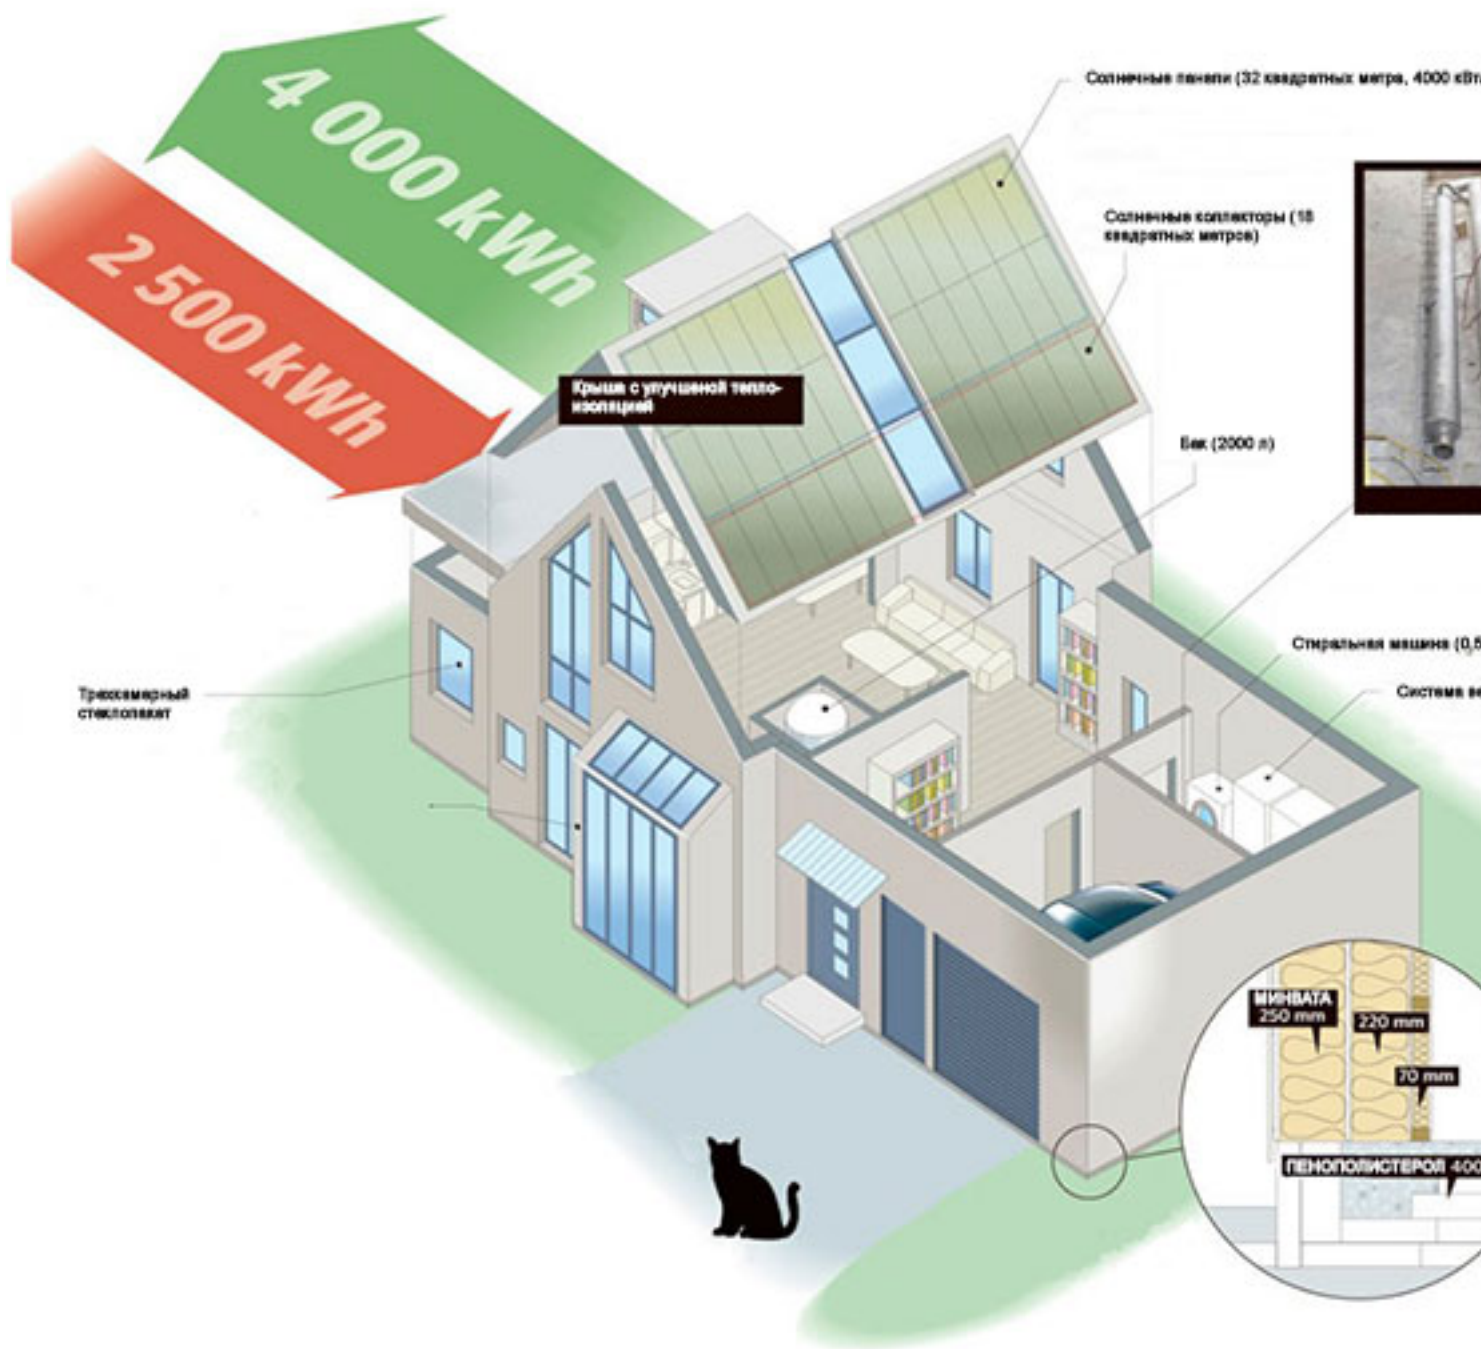 4 000 kWh
2 500 kWh
Солнечные панели (32 квадратных метра, 4000 кВт
Солнечные коллекторы (18
квадратных метров)
Крыша с улучшеной тепло-
изоляцией
Бак (2000 л)
Стиральная машина (0,5
Система ве
Трехкамерный
стеклопакет
МИНВАТА
250 mm
220 mm
70 mm
ПЕНОПОЛИСТЕРОЛ 400